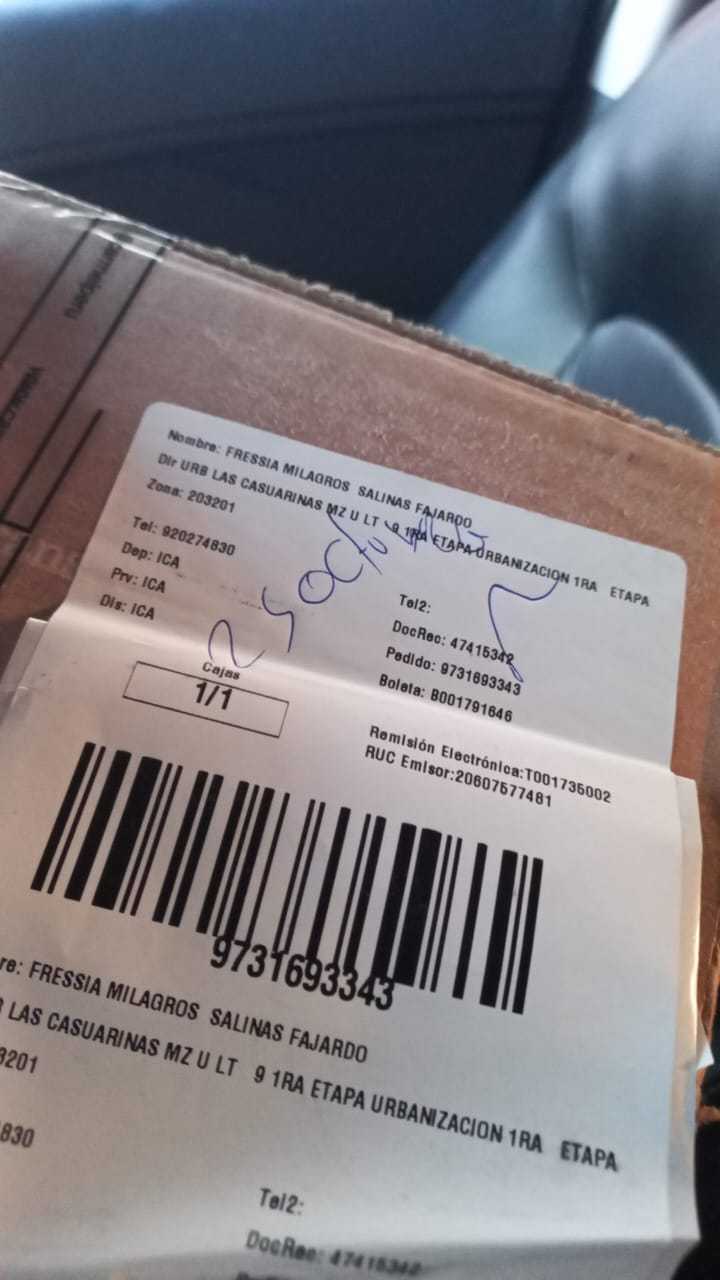 Nombre: FRESSIA MILAGROS SALINAS FAJARDO
Dir URB LAS CASUARINAS MZ U LT 9 1RA ETAPA URBANIZACION 1RA ETAPA
Zona: 203201
Tel: 920274830
Tel2:
Dep: ICA
DocRec: 47415342
Prv: ICA
Pedido: 9731693343
Dis: ICA
Boleta: B001791646
Cajas
1/1
Remisión Electrónica:T001735002
RUC Emisor:20607577481
9731693343
re: FRESSIA MILAGROS SALINAS FAJARDO
LAS CASUARINAS MZ U LT 9 1RA ETAPA URBANIZACION 1RA ETAPA
3201
830
Tel2:
DocRec: 47415342